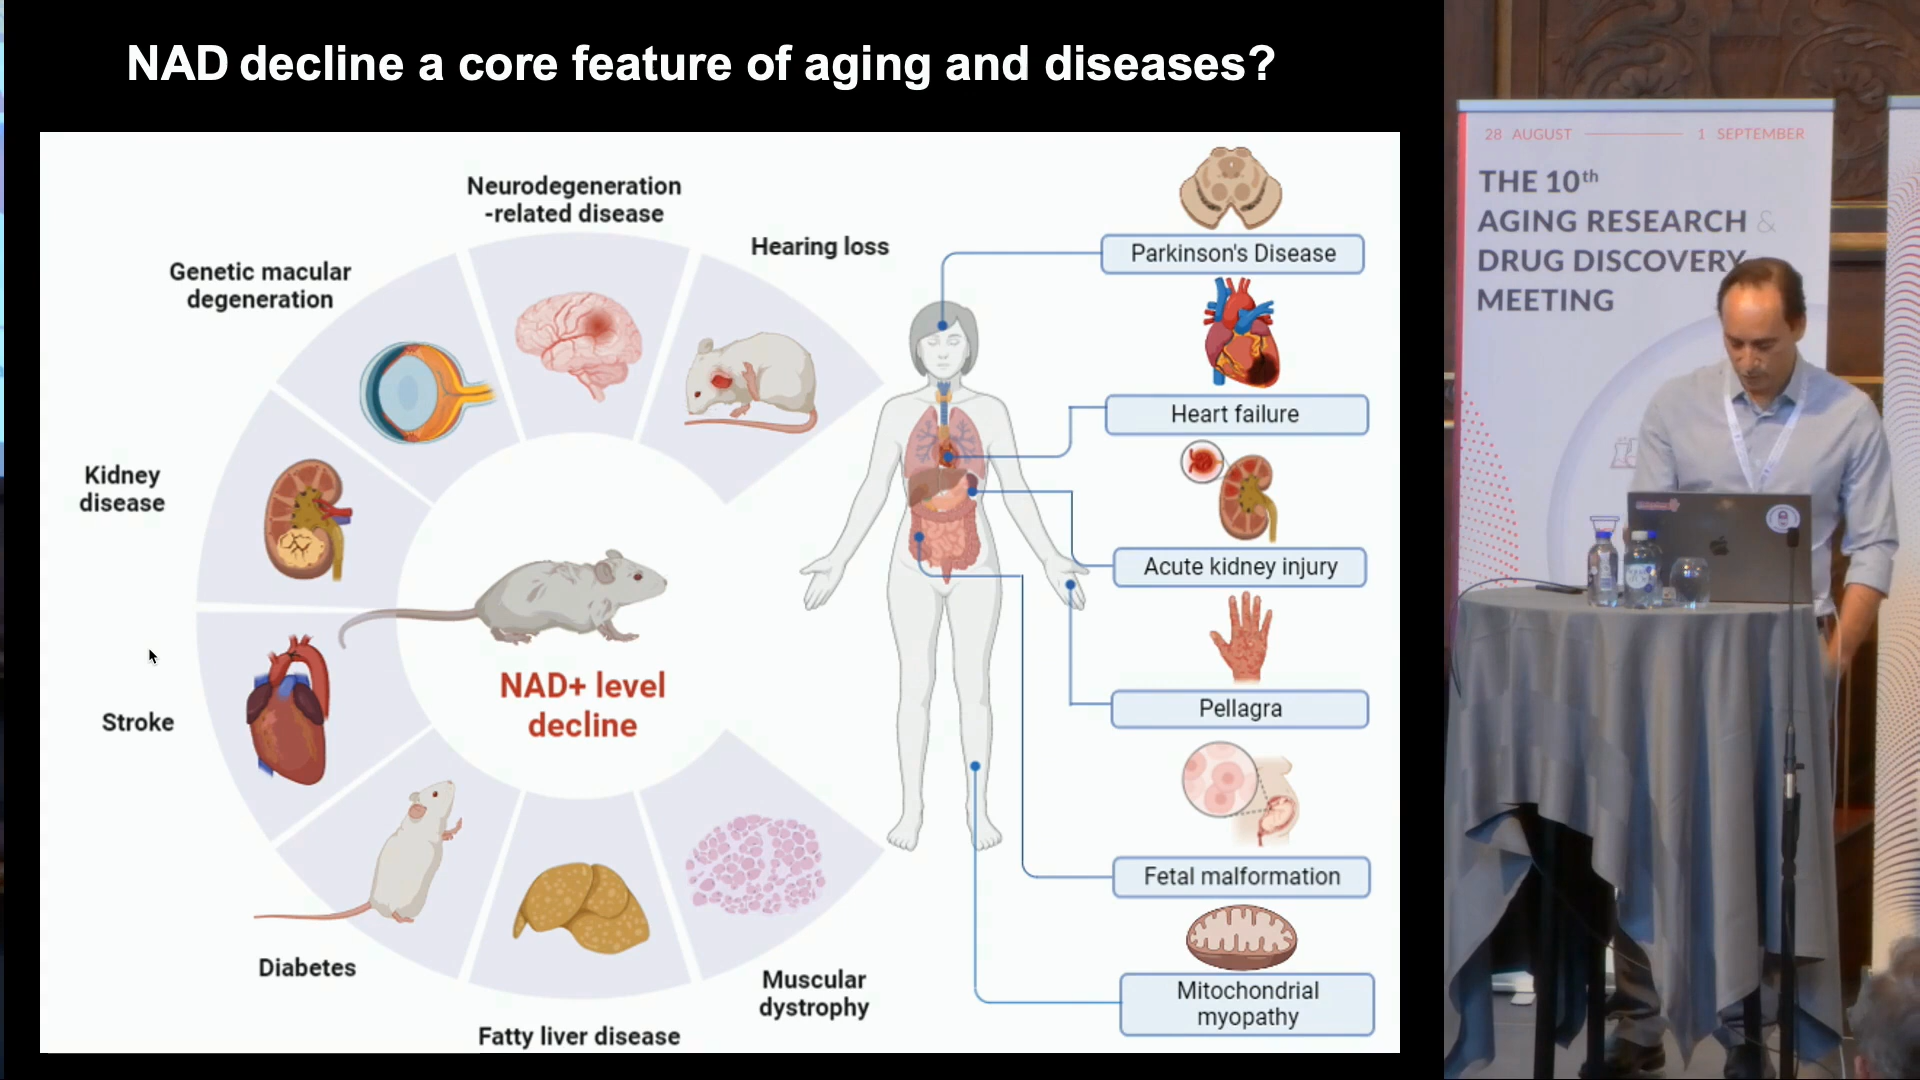 NAD decline a core feature of aging and diseases?
Neurodegeneration
-related disease
Hearing loss
Genetic macular
degeneration
Kidney
disease
Stroke
Diabetes
Fatty liver disease
Muscular
dystrophy
NAD+ level
decline
Parkinson's Disease
Heart failure
Acute kidney injury
Pellagra
Fetal malformation
Mitochondrial
myopathy
28 AUGUST 1 SEPTEMBER
THE 10th
AGING RESEARCH &
DRUG DISCOVERY
MEETING